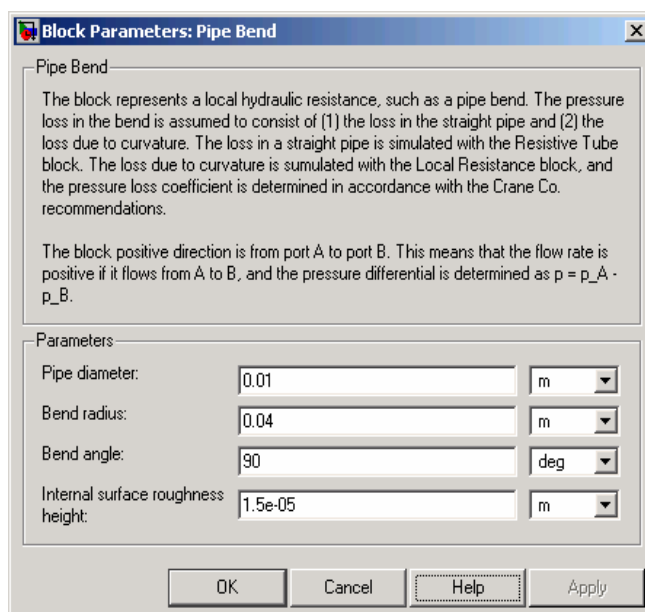 Block Parameters: Pipe Bend
Pipe Bend
The block represents a local hydraulic resistance, such as a pipe bend. The pressure
loss in the bend is assumed to consist of (1) the loss in the straight pipe and (2) the
loss due to curvature. The loss in a straight pipe is simulated with the Resistive Tube
block. The loss due to curvature is sumulated with the Local Resistance block, and
the pressure loss coefficient is determined in accordance with the Crane Co.
recommendations.
The block positive direction is from port A to port B. This means that the flow rate is
positive if it flows from A to B, and the pressure differential is determined as p = p_A -
p_B.
Parameters
Pipe diameter: 0.01 m
Bend radius: 0.04 m
Bend angle: 90 deg
Internal surface roughness
height: 1.5e-05 m
OK Cancel Help Apply